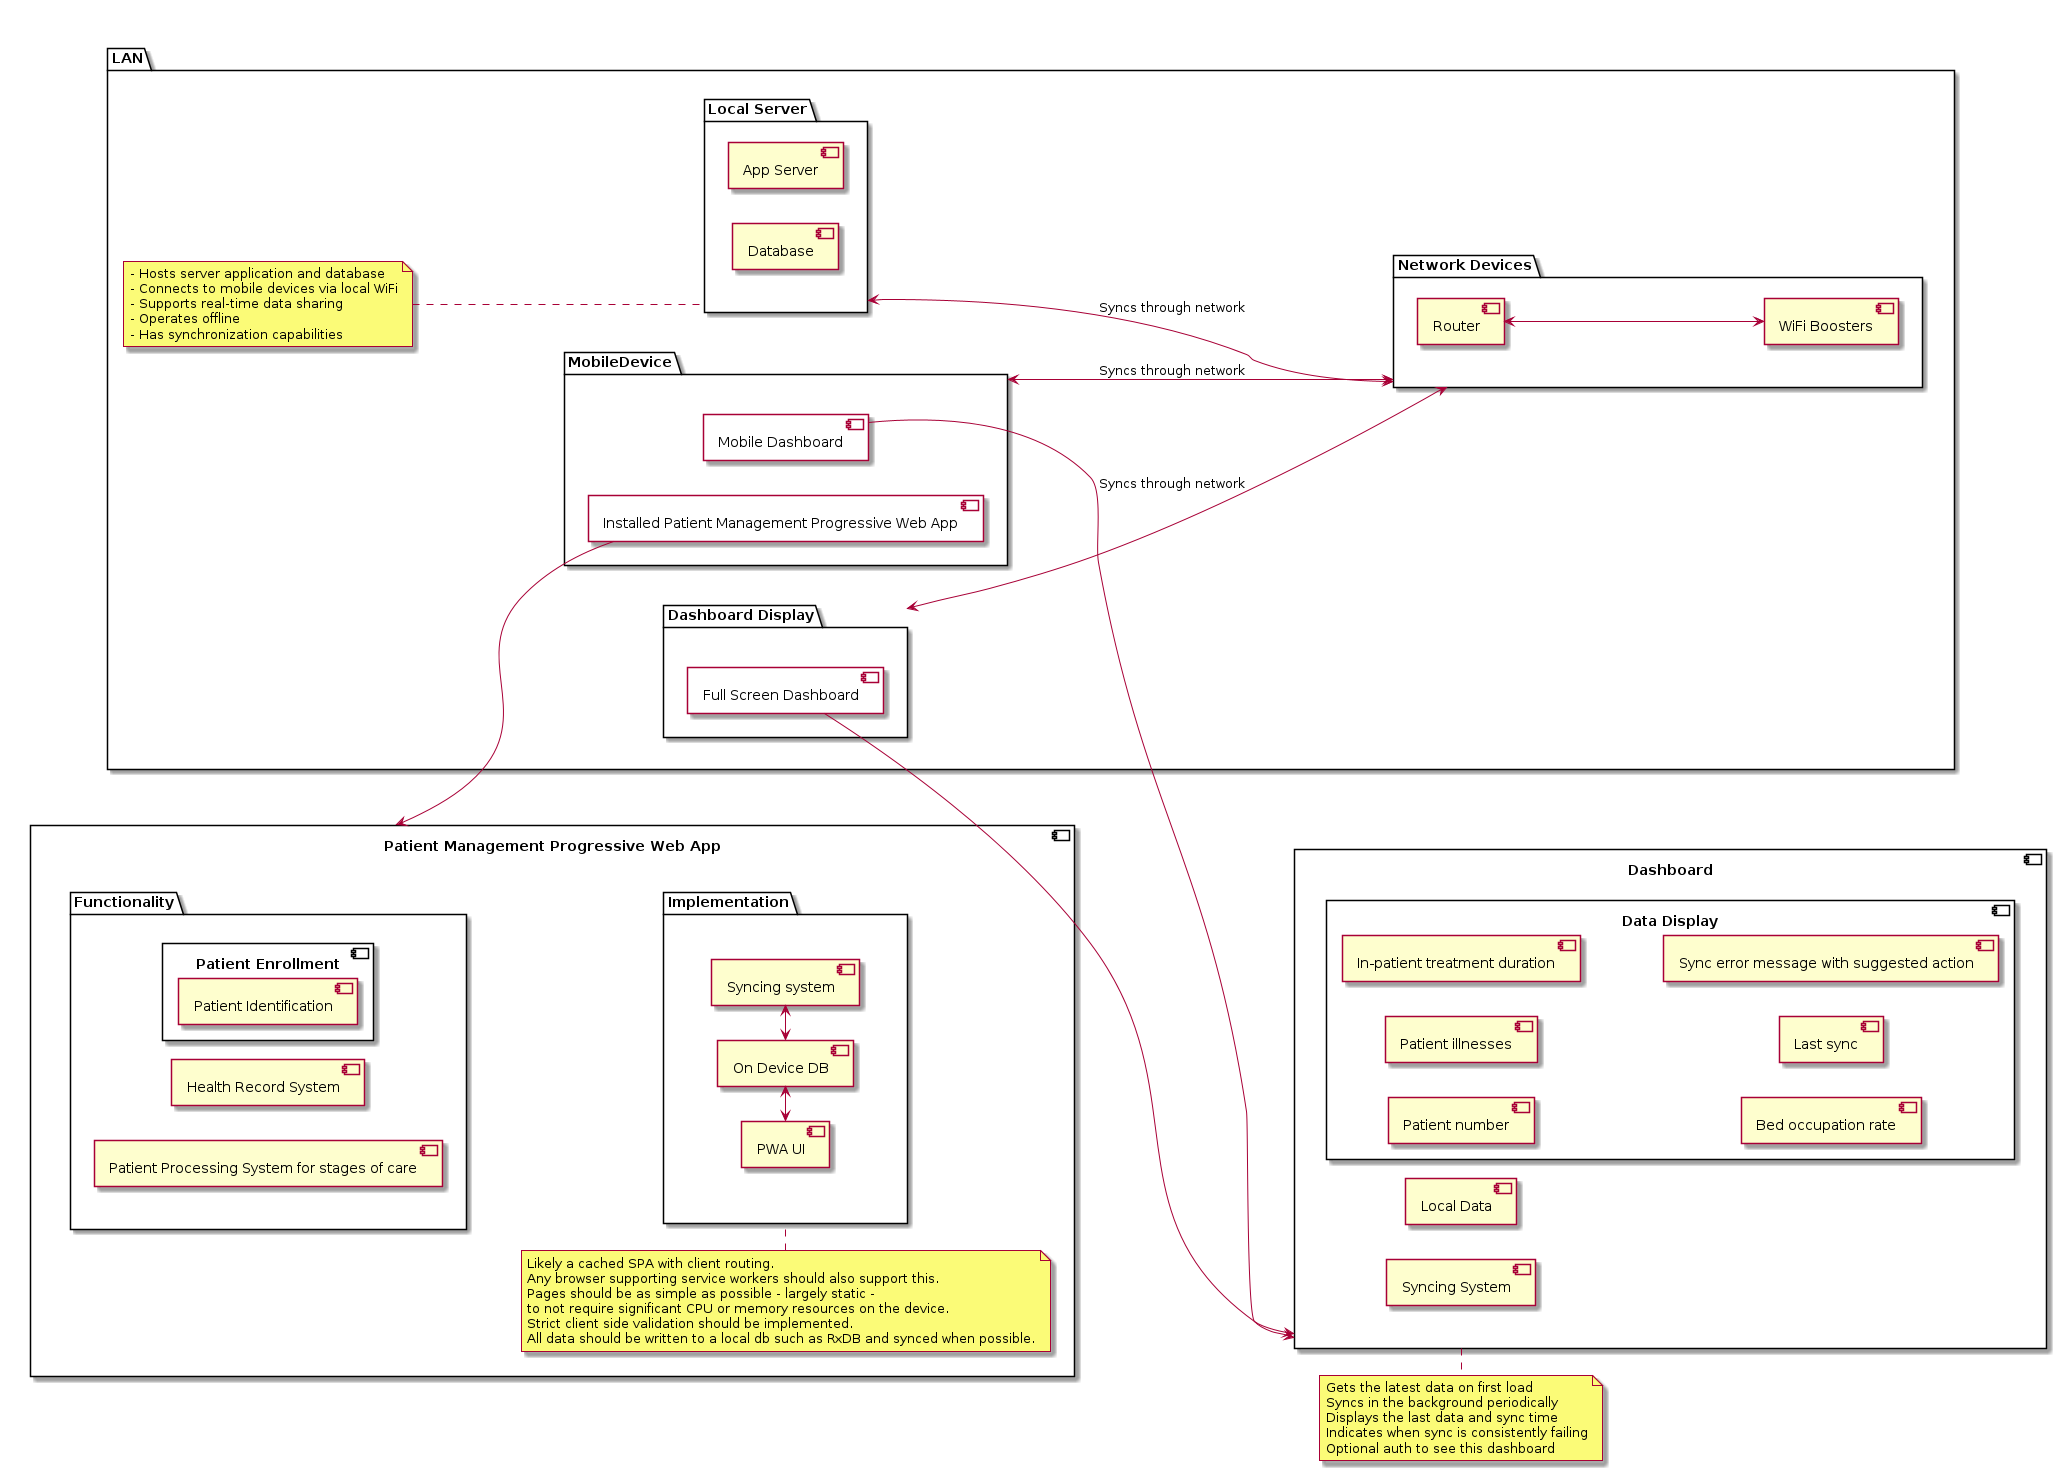 LAN
Local Server
App Server
Database
- Hosts server application and database
- Connects to mobile devices via local WiFi
- Supports real-time data sharing
- Operates offline
- Has synchronization capabilities
Network Devices
Router
WiFi Boosters
Syncs through network
MobileDevice
Syncs through network
Mobile Dashboard
Syncs through network
Installed Patient Management Progressive Web App
Dashboard Display
Full Screen Dashboard
Patient Management Progressive Web App
Functionality
Patient Enrollment
Patient Identification
Health Record System
Patient Processing System for stages of care
Implementation
Syncing system
On Device DB
PWA UI
Likely a cached SPA with client routing.
Any browser supporting service workers should also support this.
Pages should be as simple as possible - largely static -
to not require significant CPU or memory resources on the device.
Strict client side validation should be implemented.
All data should be written to a local db such as RxDB and synced when possible.
Dashboard
Data Display
In-patient treatment duration
Sync error message with suggested action
Patient illnesses
Last sync
Patient number
Bed occupation rate
Local Data
Syncing System
Gets the latest data on first load
Syncs in the background periodically
Displays the last data and sync time
Indicates when sync is consistently failing
Optional auth to see this dashboard